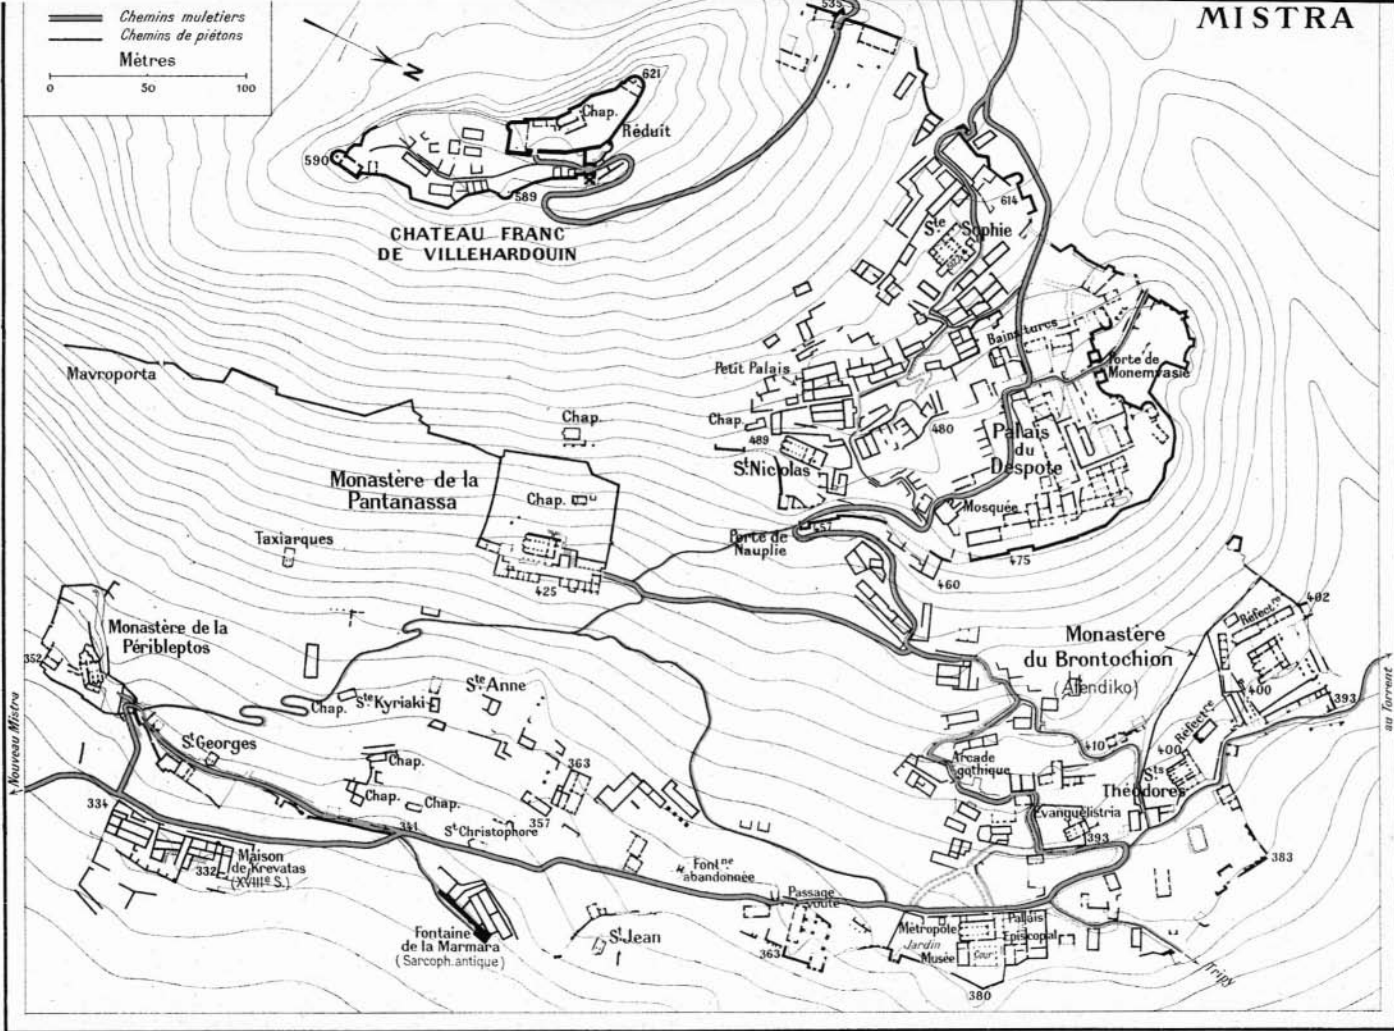 MISTRA
Chemins muletiers
Chemins de piétons
Mètres
0 50 100
N
535
621
Chap.
Réduit
590
589
CHATEAU FRANC
DE VILLEHARDOUIN
614
Ste Sophie
Bains turcs
Porte de
Monemvasie
Mavroporta
Petit Palais
Chap.
489
St Nicolas
480
Palais
du
Despote
Mosquée
475
457
Porte de
Nauplie
460
Chap.
Monastère de la
Pantanassa
Chap.
425
Taxiarques
Monastère de la
Péribleptos
352
Monastère
du Brontochion
(Afendiko)
Réfectre
402
400
393
Réfectre
400
410
Sts
Théodores
au Torrent
Nouveau Mistra
Chap.
Ste Kyriaki
Ste Anne
St Georges
Chap.
Chap.
Chap.
363
357
St Christophore
341
334
332
Maison
de Krevatas
(XVIIIe S.)
Fontaine
de la Marmara
(Sarcoph. antique)
St Jean
Fontne
abandonnée
Passage
voûté
363
Arcade
gothique
Evanguélistria
393
383
Métropole
Jardin
Musée
Cour
Palais
Episcopal
380
Tripy